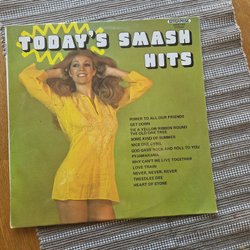 TODAY'S SMASH
HITS
POWER TO ALL OUR FRIENDS
GET DOWN
TIE A YELLOW RIBBON ROUND
THE OLD OAK TREE
SOME KIND OF SUMMER
NICE ONE, CYRIL
GOD GAVE ROCK AND ROLL TO YOU
PYJAMARAMA
WHY CAN'T WE LIVE TOGETHER
LOVE TRAIN
NEVER, NEVER, NEVER
TWEEDLEE DEE
HEART OF STONE